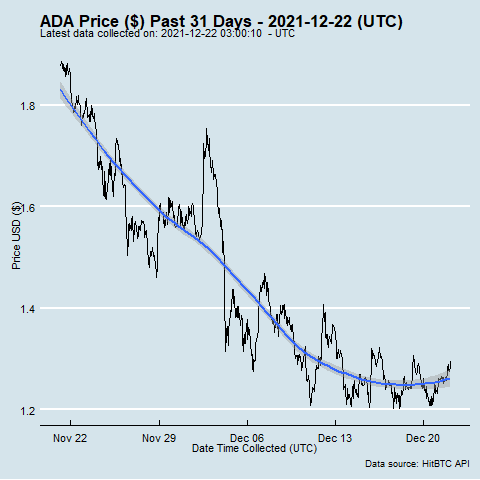 ADA Price ($) Past 31 Days - 2021-12-22 (UTC)
Latest data collected on: 2021-12-22 03:00:10 - UTC
Price USD ($)
1.8
1.6
1.4
1.2
Nov 22 Nov 29 Dec 06 Dec 13 Dec 20
Date Time Collected (UTC)
Data source: HitBTC API